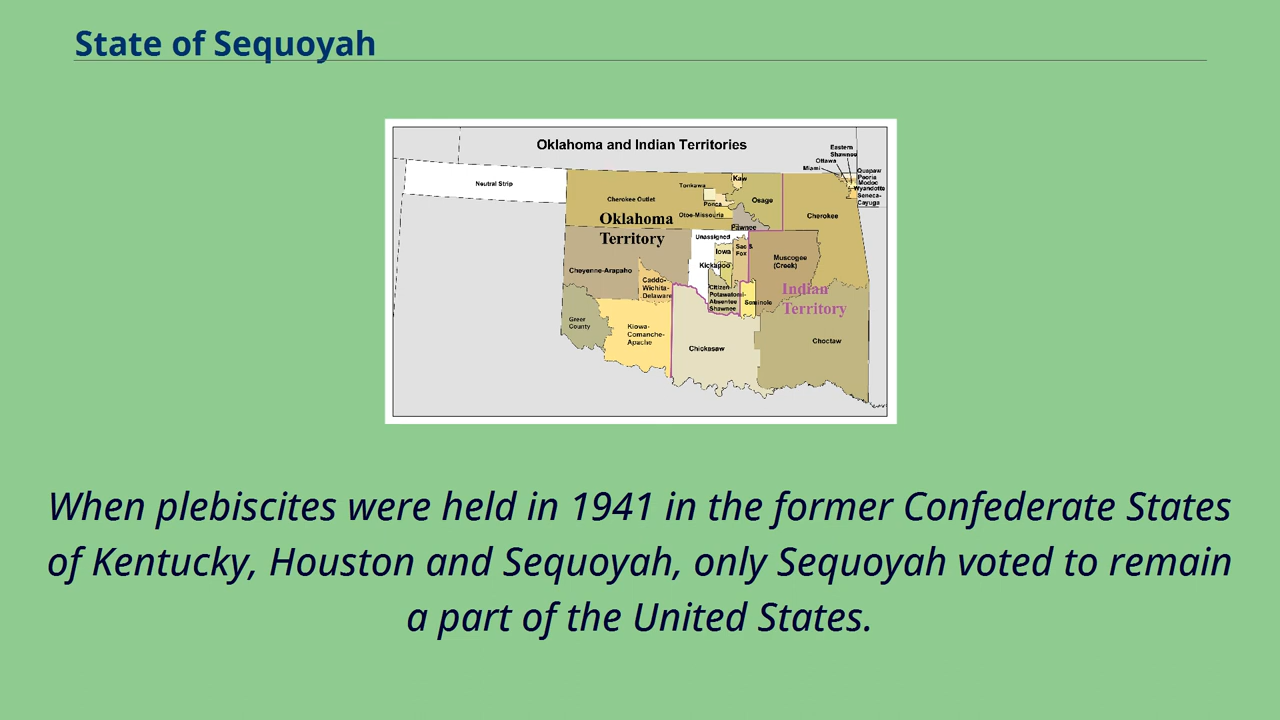 State of Sequoyah
Oklahoma and Indian Territories
Eastern
Shawnee
Ottawa
Miami
Quapaw
Peoria
Modoc
Wyandotte
Seneca-
Cayuga
Neutral Strip
Kaw
Tonkawa
Cherokee Outlet
Ponca
Osage
Otoe-Missouria
Cherokee
Oklahoma
Territory
Pawnee
Unassigned
Iowa
Sac &
Fox
Kickapoo
Muscogee
(Creek)
Cheyenne-Arapaho
Caddo-
Wichita-
Delaware
Citizen
Potawatomi-
Absentee
Shawnee
Seminole
Indian
Territory
Greer
County
Kiowa-
Comanche-
Apache
Chickasaw
Choctaw
When plebiscites were held in 1941 in the former Confederate States
of Kentucky, Houston and Sequoyah, only Sequoyah voted to remain
a part of the United States.